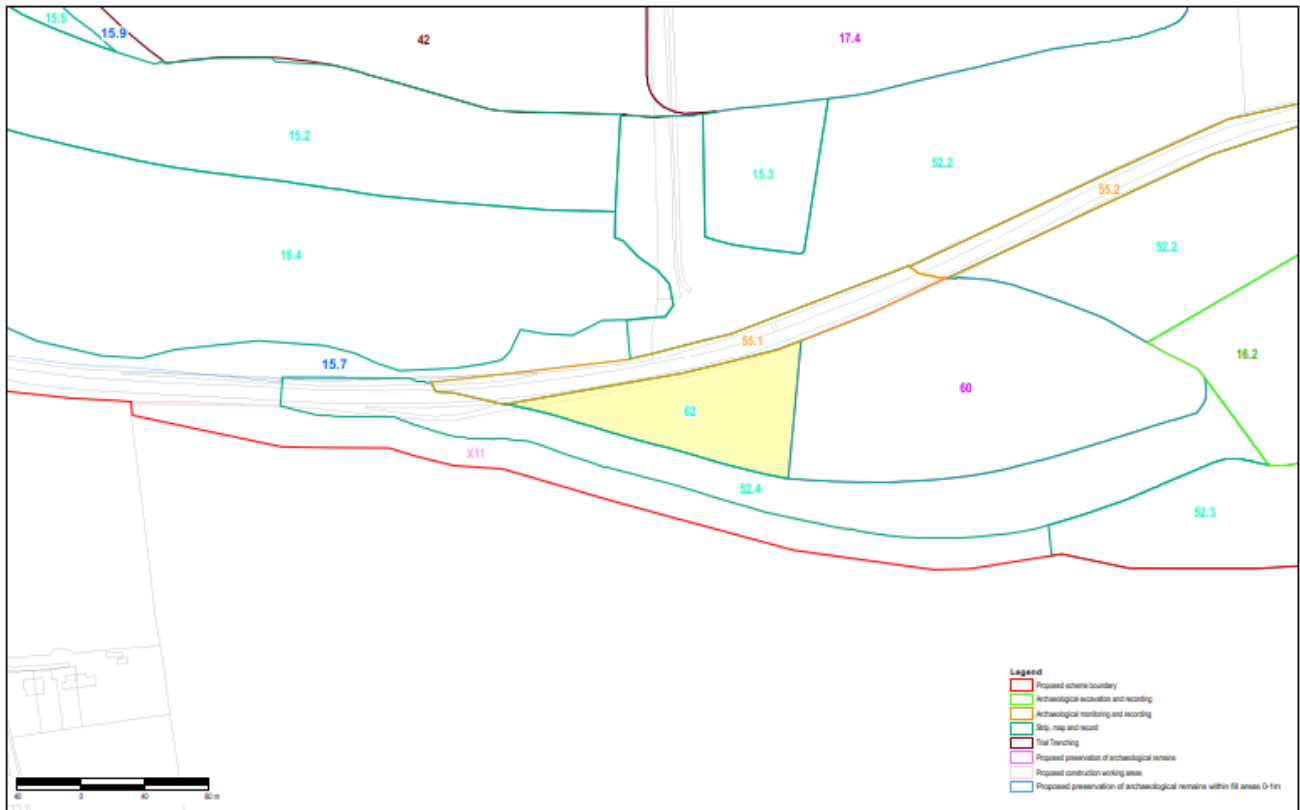 15.5
15.9
42
17.4
15.2
15.3
52.2
55.2
15.4
52.2
55.1
16.2
15.7
62
60
X11
52.4
52.3
Legend
Proposed scheme boundary
Archaeological excavation and recording
Archaeological monitoring and recording
Strip, map and record
Trial Trenching
Proposed preservation of archaeological remains
Proposed construction working areas
Proposed preservation of archaeological remains within fill areas 0-1m
40 0 40 80 m